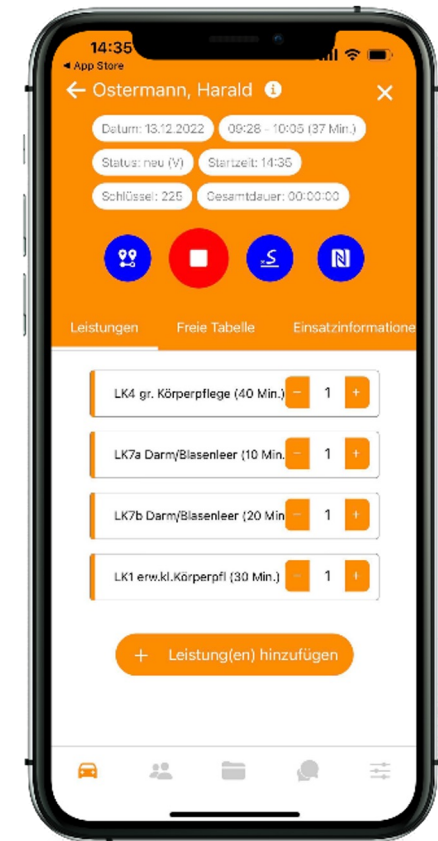 14:35
App Store
Ostermann, Harald
Datum: 13.12.2022 09:28 - 10:05 (37 Min.)
Status: neu (V) Startzeit: 14:35
Schlüssel: 225 Gesamtdauer: 00:00:00
Leistungen Freie Tabelle Einsatzinformatione
LK4 gr. Körperpflege (40 Min.) - 1 +
LK7a Darm/Blasenleer (10 Min. - 1 +
LK7b Darm/Blasenleer (20 Min - 1 +
LK1 erw.kl.Körperpfl (30 Min.) - 1 +
+ Leistung(en) hinzufügen